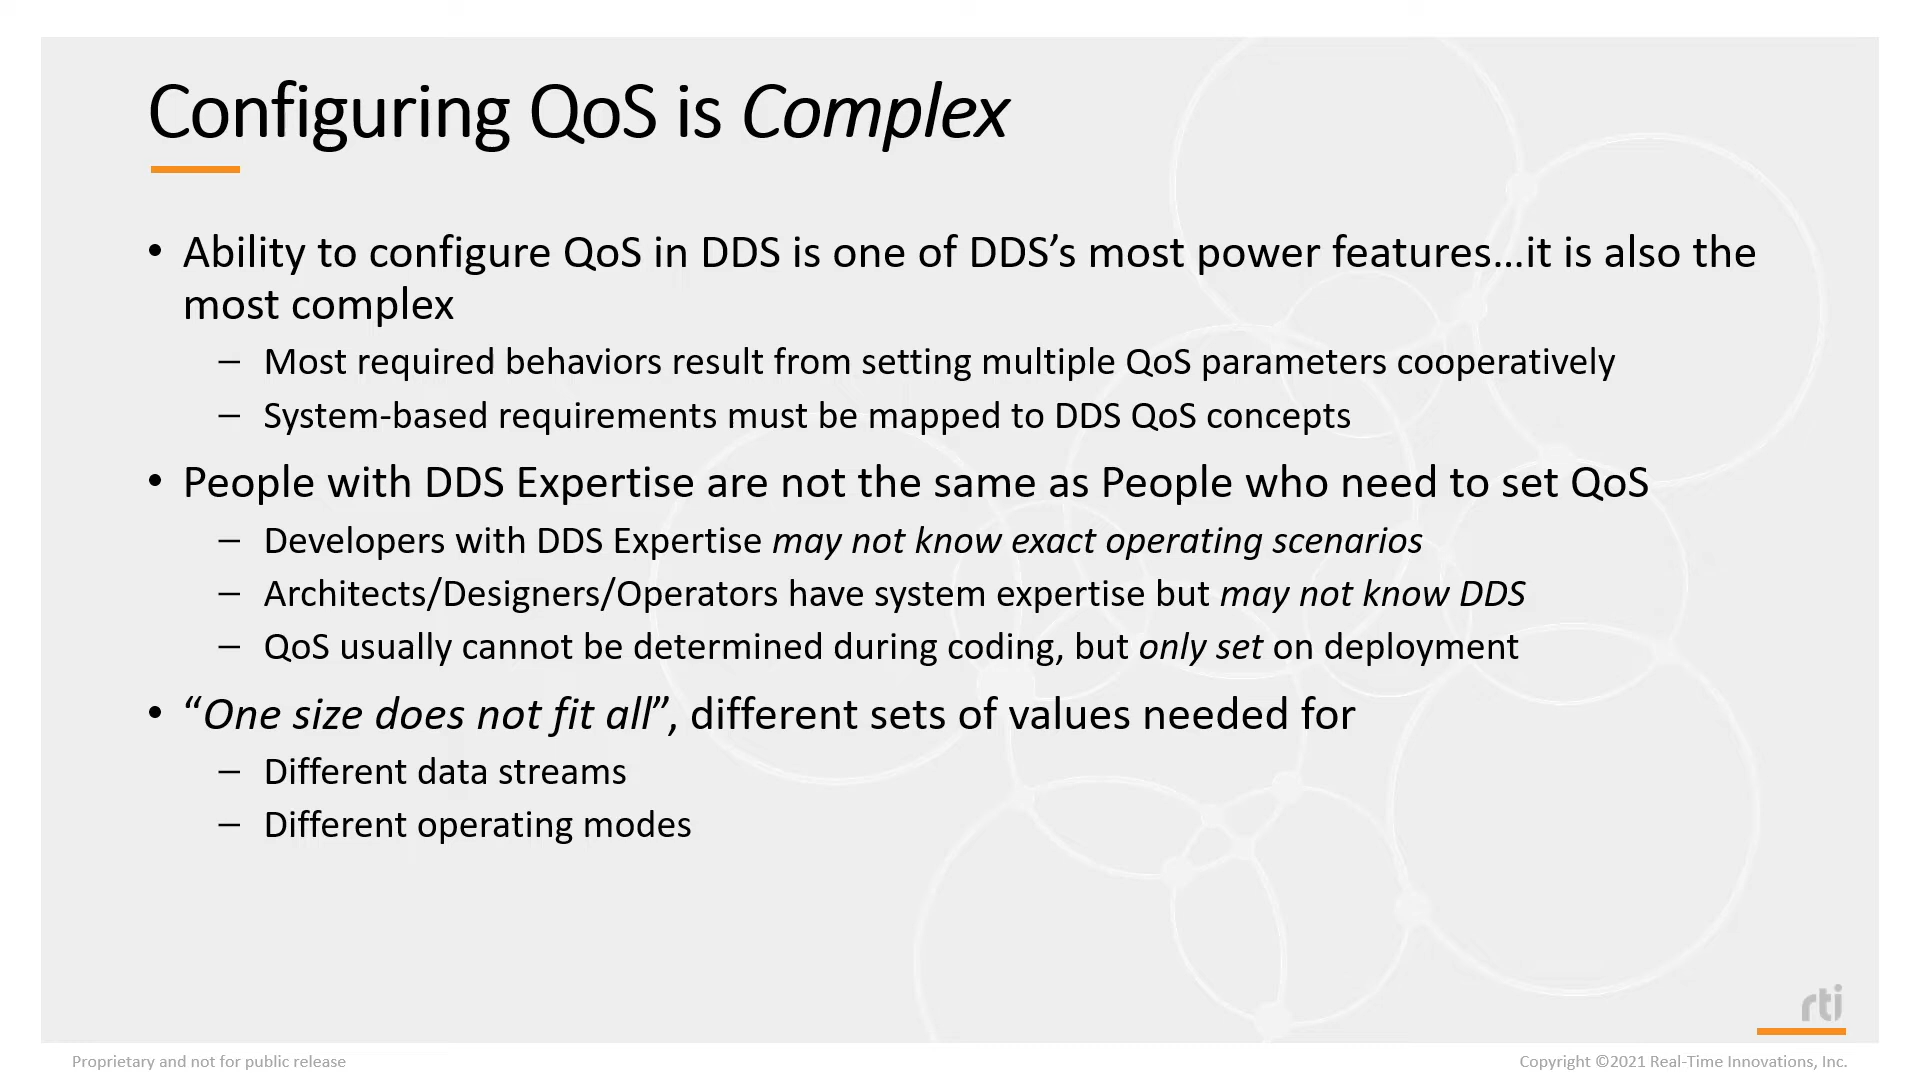 Configuring QoS is Complex
• Ability to configure QoS in DDS is one of DDS’s most power features…it is also the
most complex
– Most required behaviors result from setting multiple QoS parameters cooperatively
– System-based requirements must be mapped to DDS QoS concepts
• People with DDS Expertise are not the same as People who need to set QoS
– Developers with DDS Expertise may not know exact operating scenarios
– Architects/Designers/Operators have system expertise but may not know DDS
– QoS usually cannot be determined during coding, but only set on deployment
• “One size does not fit all”, different sets of values needed for
– Different data streams
– Different operating modes
rti
Proprietary and not for public release
Copyright ©2021 Real-Time Innovations, Inc.